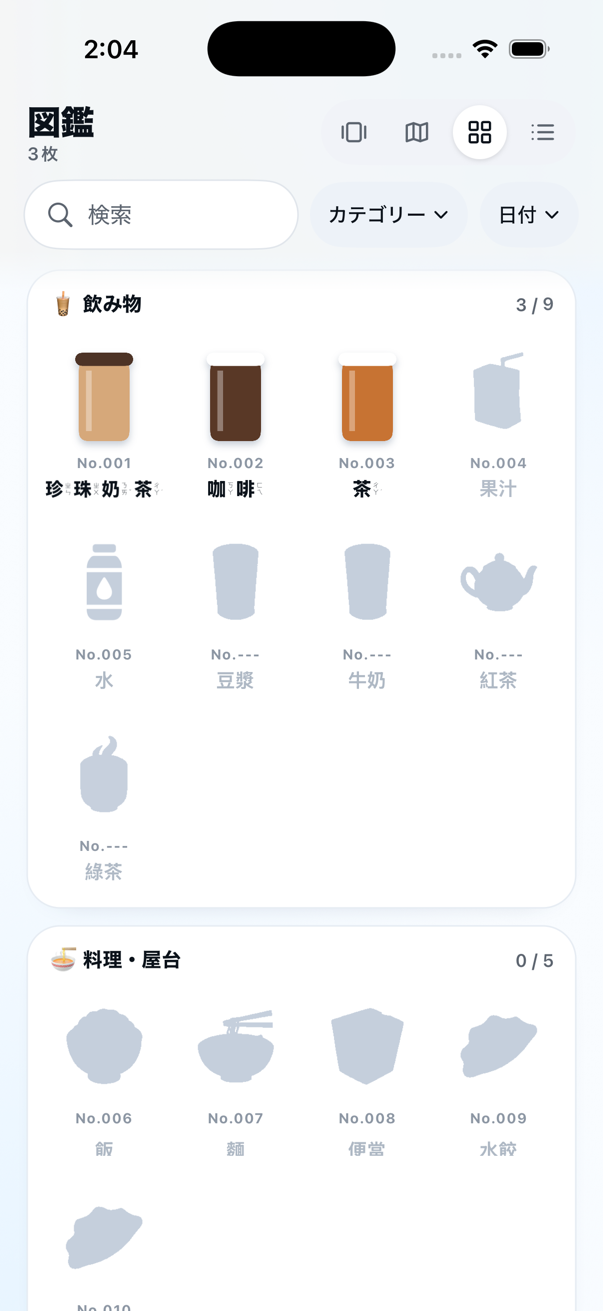 2:04
図鑑
3枚
検索
カテゴリー
日付
飲み物
3 / 9
No.001
No.002
No.003
No.004
珍珠奶茶
咖啡
茶
果汁
No.005
No.---
No.---
No.---
水
豆漿
牛奶
紅茶
No.---
綠茶
料理・屋台
0 / 5
No.006
No.007
No.008
No.009
飯
麵
便當
水餃
No.010